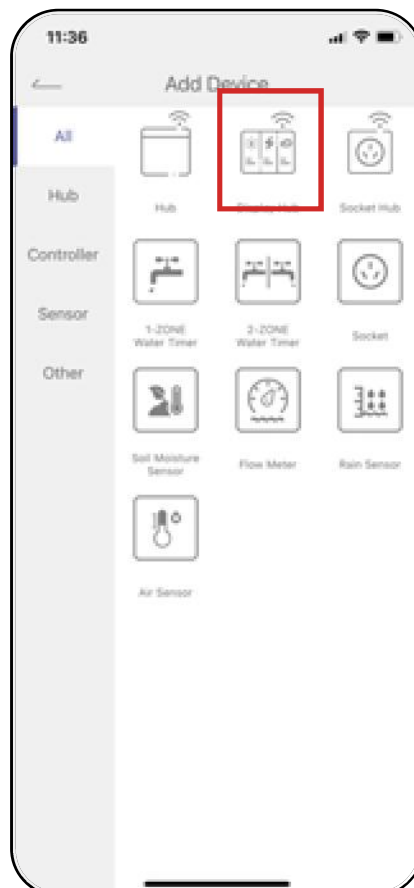 11:36
Add Device
All
Hub
Controller
Sensor
Other
Hub
Display Hub
Socket Hub
1-ZONE
Water Timer
2-ZONE
Water Timer
Socket
Soil Moisture
Sensor
Flow Meter
Rain Sensor
Air Sensor